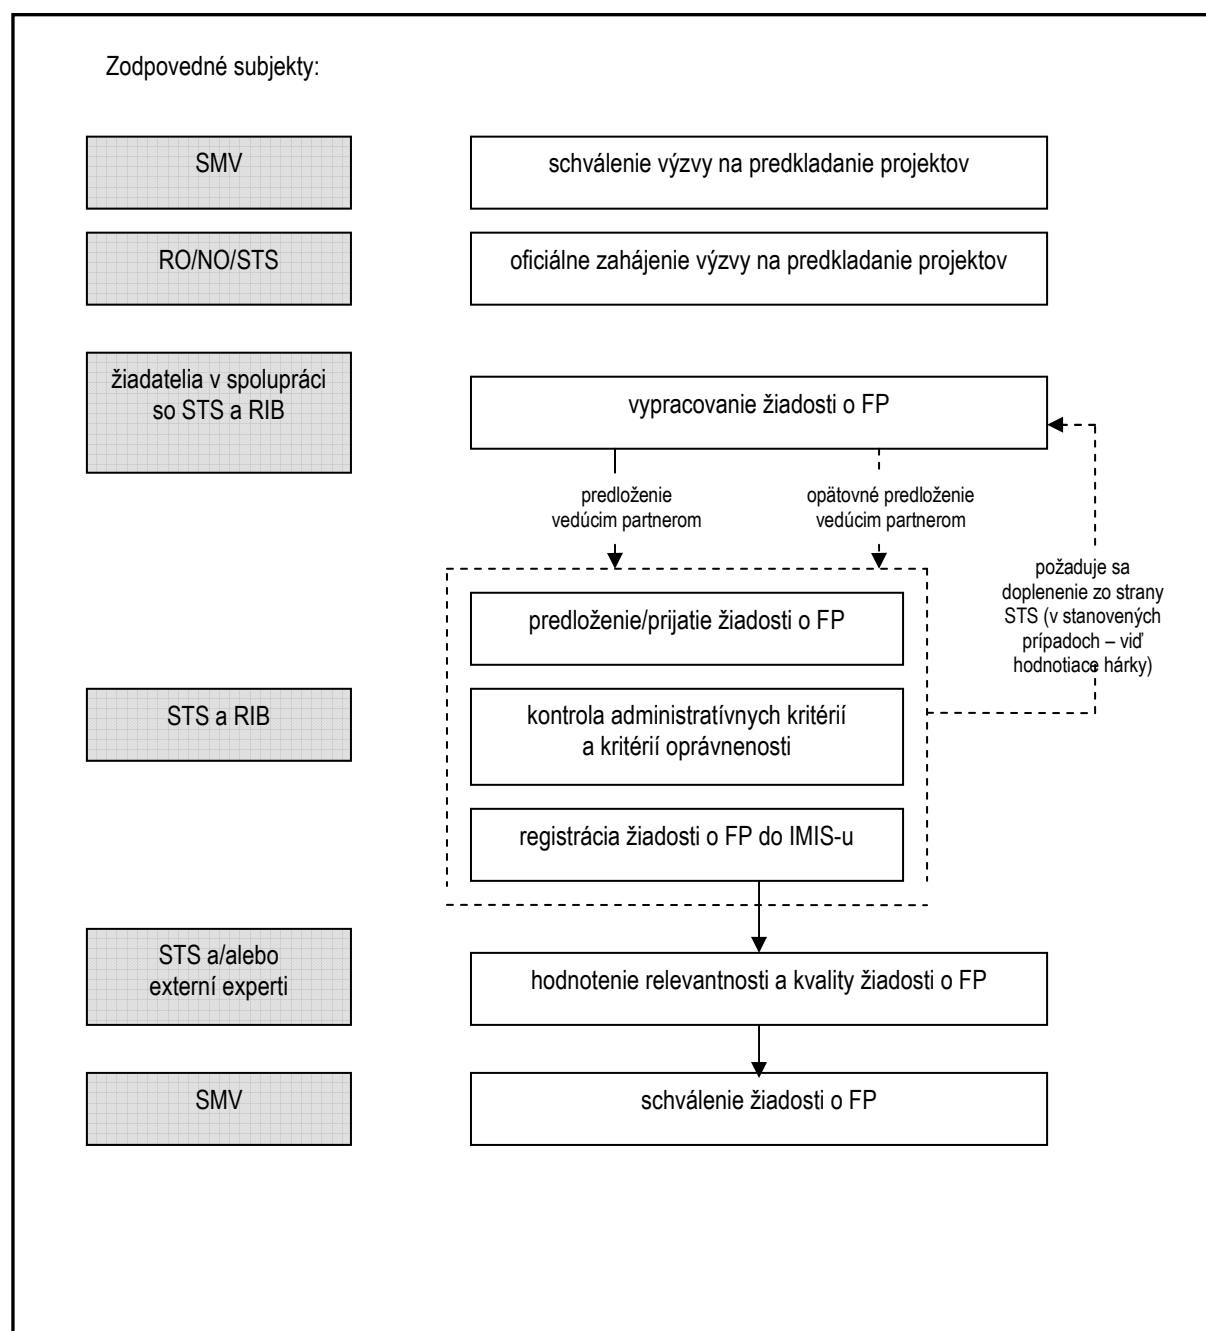 Zodpovedné subjekty:
SMV
schválenie výzvy na predkladanie projektov
RO/NO/STS
oficiálne zahájenie výzvy na predkladanie projektov
žiadatelia v spolupráci
so STS a RIB
vypracovanie žiadosti o FP
predloženie
vedúcim partnerom
opätovné predloženie
vedúcim partnerom
požaduje sa
doplenenie zo strany
STS (v stanovených
prípadoch – viď
hodnotiace hárky)
predloženie/prijatie žiadosti o FP
STS a RIB
kontrola administratívnych kritérií
a kritérií oprávnenosti
registrácia žiadosti o FP do IMIS-u
STS a/alebo
externí experti
hodnotenie relevantnosti a kvality žiadosti o FP
SMV
schválenie žiadosti o FP